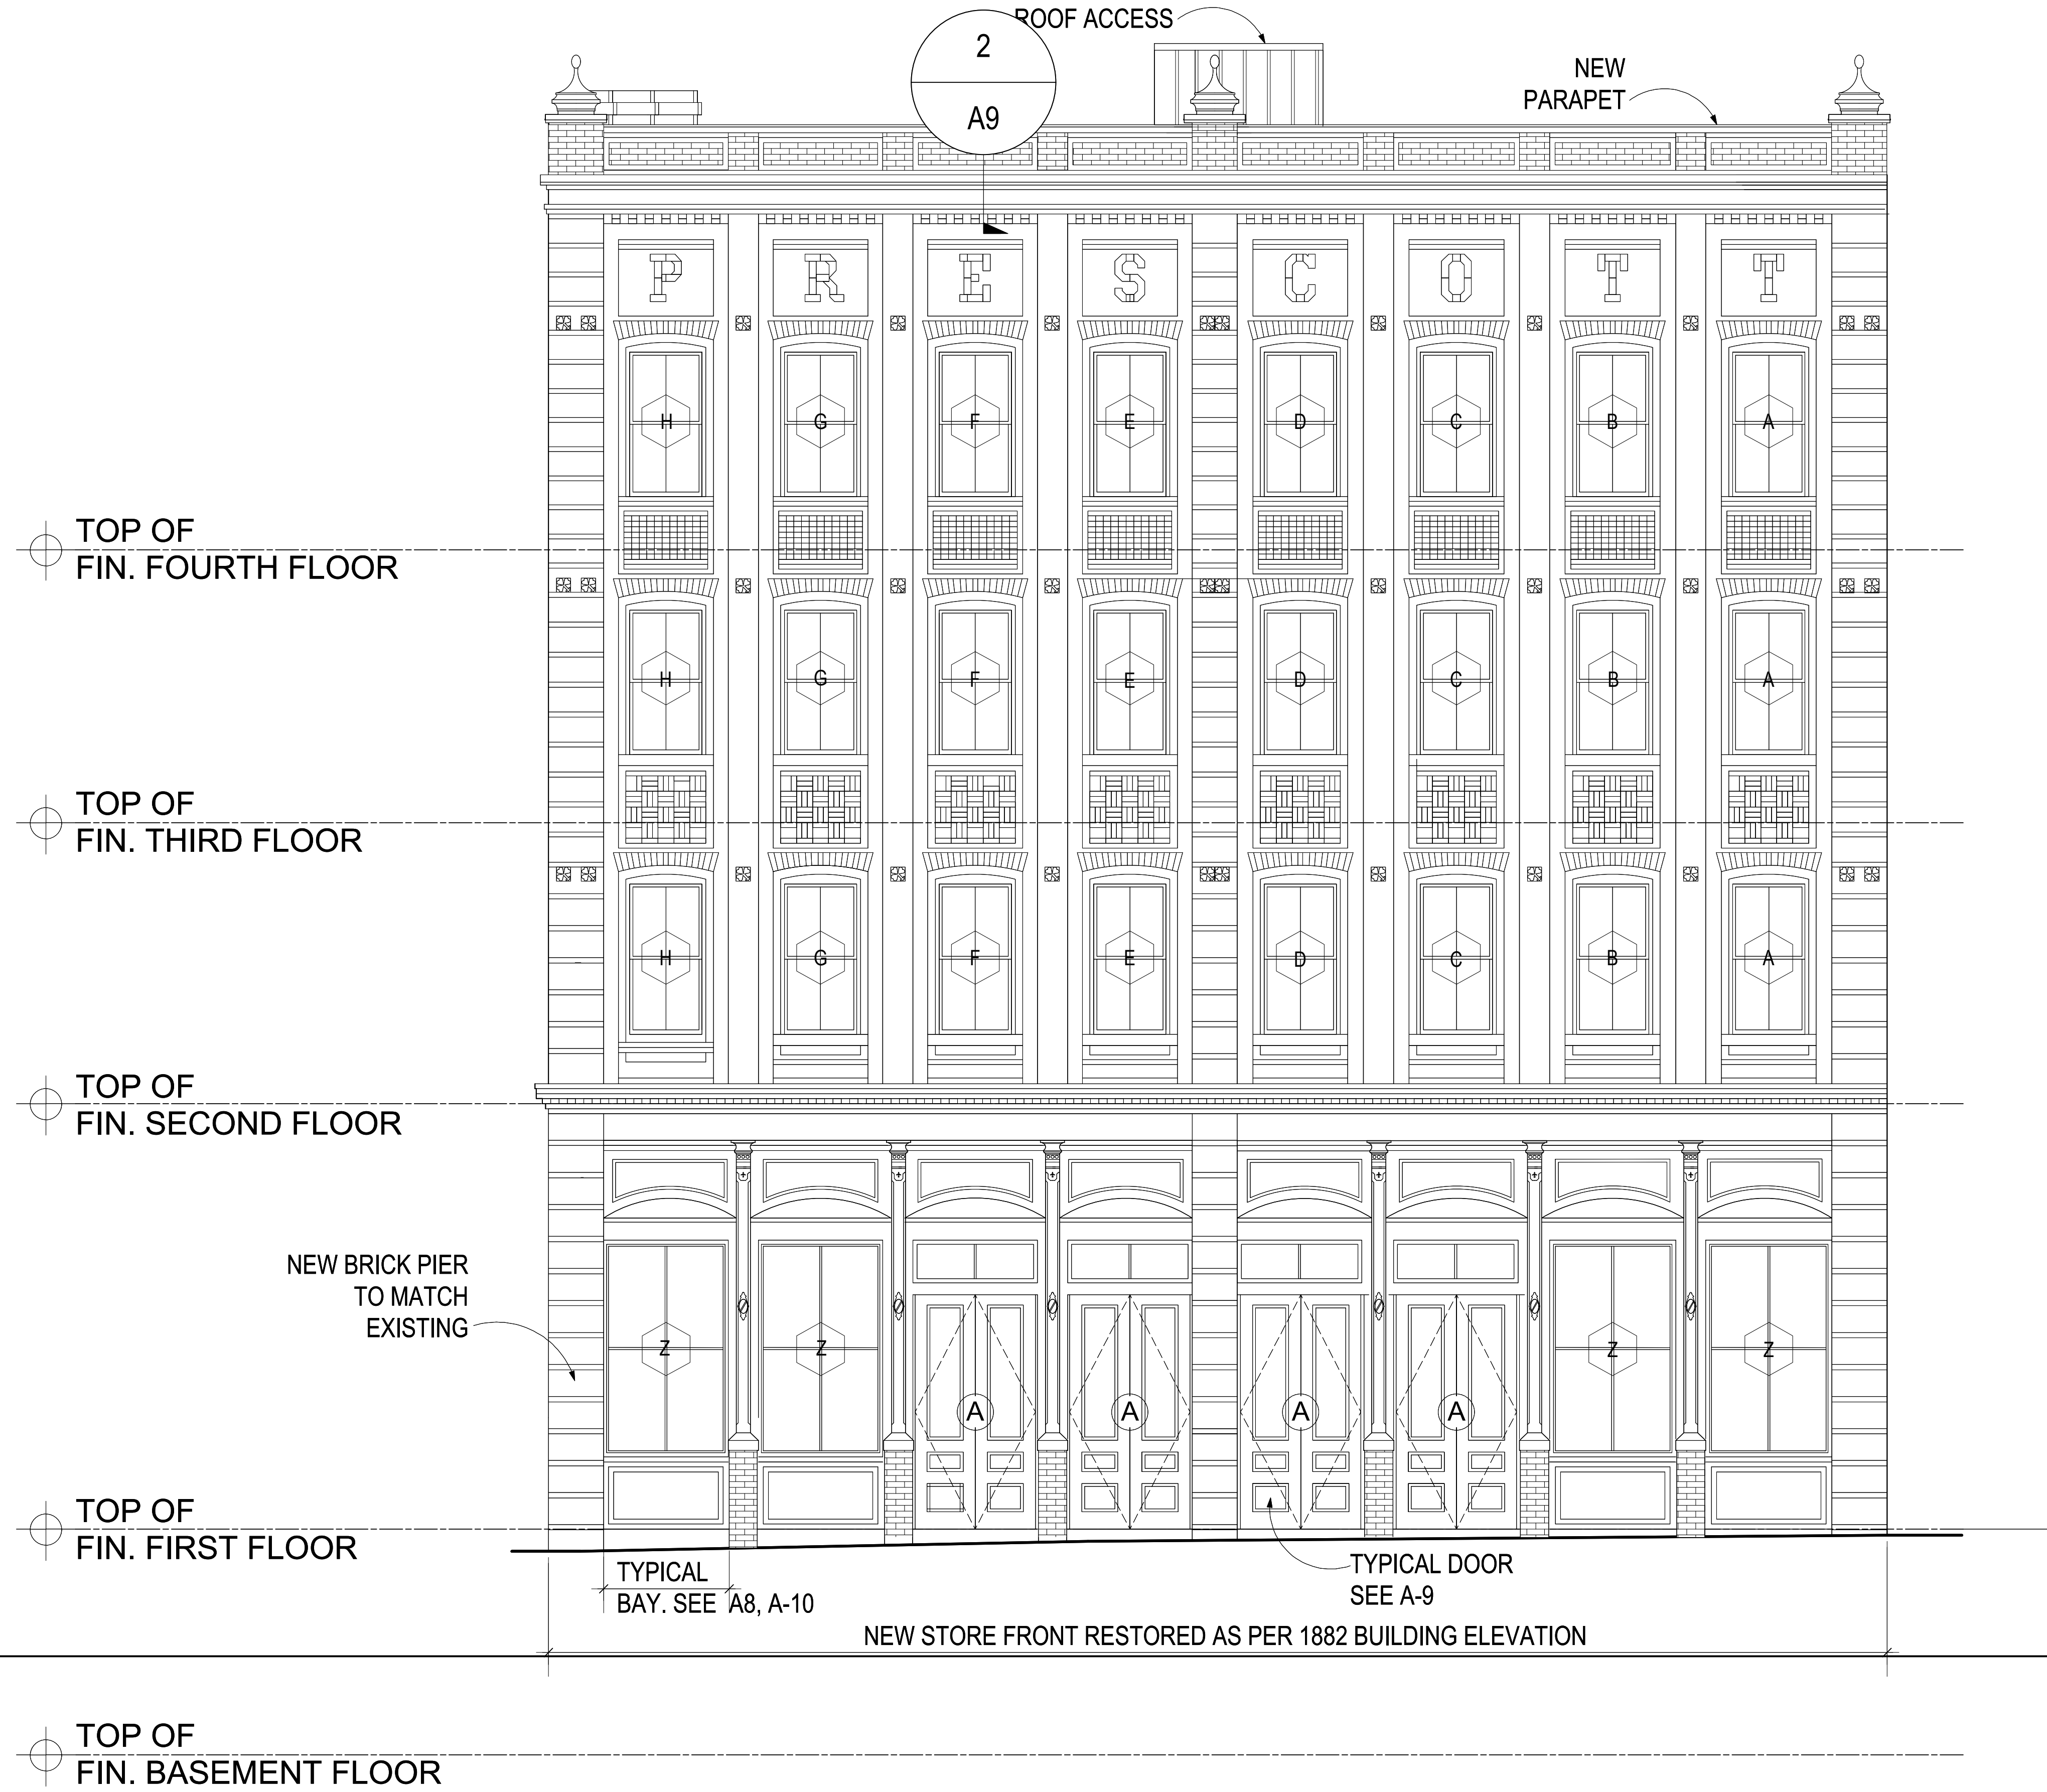 ROOF ACCESS
2
A9
NEW
PARAPET
P R E S C O T T
H G F E D C B A
TOP OF
FIN. FOURTH FLOOR
H G F E D C B A
TOP OF
FIN. THIRD FLOOR
H G F E D C B A
TOP OF
FIN. SECOND FLOOR
NEW BRICK PIER
TO MATCH
EXISTING
Z Z Z Z
A A A A
TOP OF
FIN. FIRST FLOOR
TYPICAL
BAY. SEE A8, A-10
TYPICAL DOOR
SEE A-9
NEW STORE FRONT RESTORED AS PER 1882 BUILDING ELEVATION
TOP OF
FIN. BASEMENT FLOOR